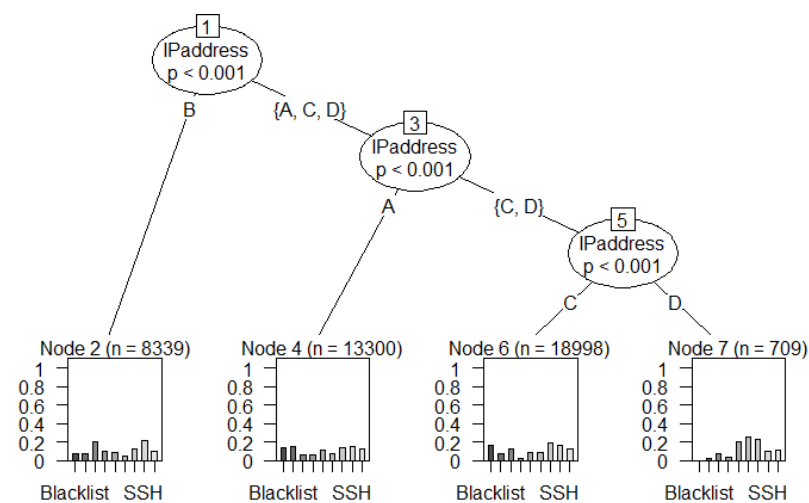 1
IPaddress
p < 0.001
B
{A, C, D}
3
IPaddress
p < 0.001
A
{C, D}
5
IPaddress
p < 0.001
C
D
Node 2 (n = 8339)
1
0.8
0.6
0.4
0.2
0
Blacklist SSH
Node 4 (n = 13300)
1
0.8
0.6
0.4
0.2
0
Blacklist SSH
Node 6 (n = 18998)
1
0.8
0.6
0.4
0.2
0
Blacklist SSH
Node 7 (n = 709)
1
0.8
0.6
0.4
0.2
0
Blacklist SSH